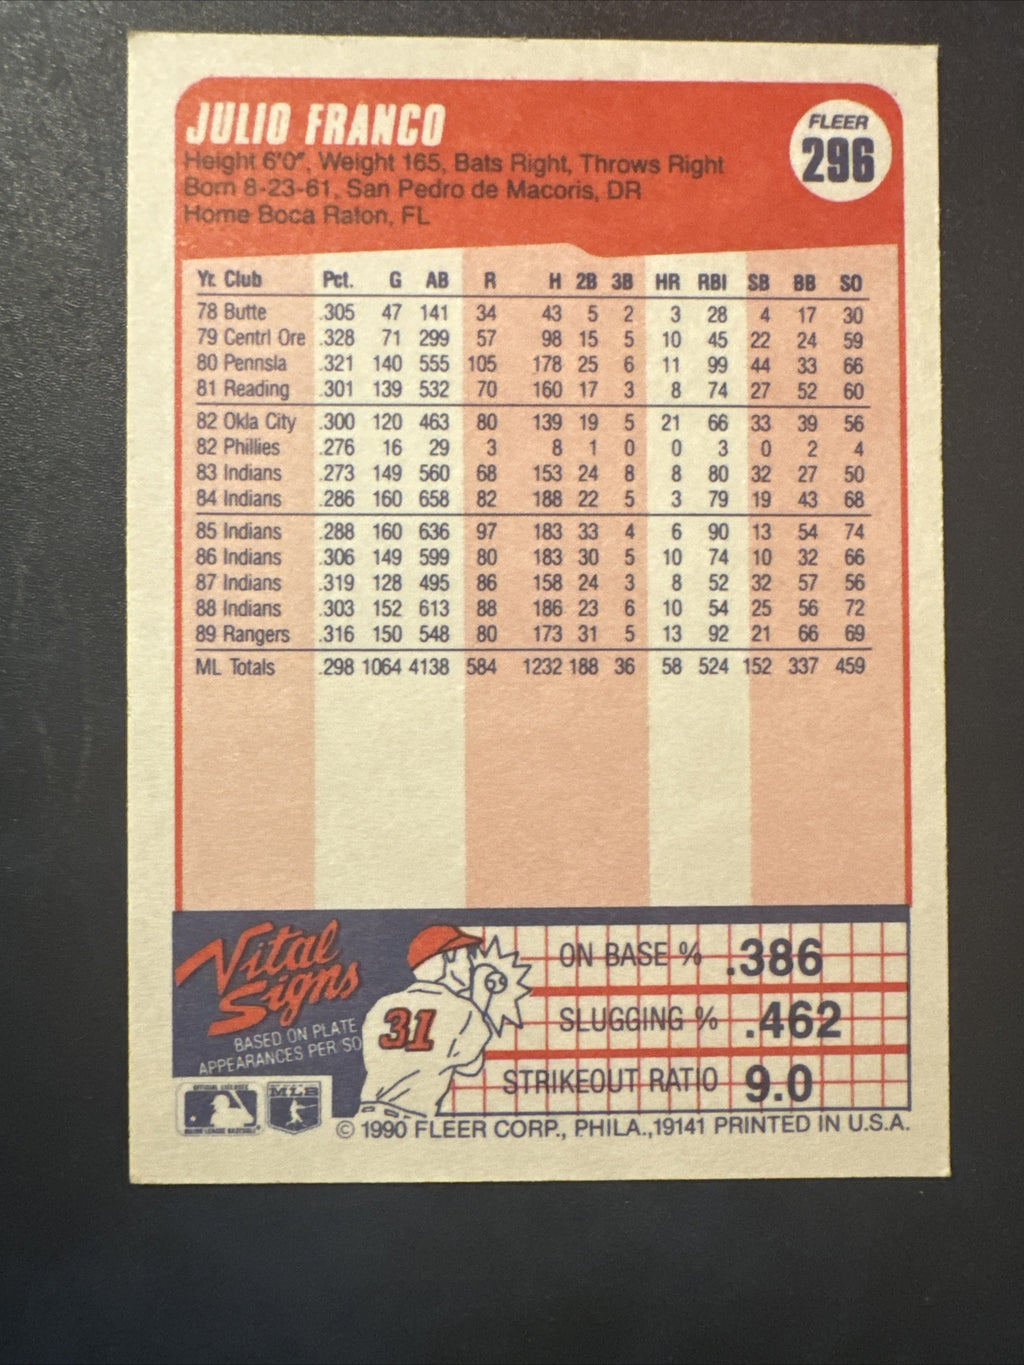 JULIO FRANCO
FLEER
296
Height 6'0", Weight 165, Bats Right, Throws Right
Born 8-23-61, San Pedro de Macoris, DR
Home Boca Raton, FL
Yr. Club Pct. G AB R H 2B 3B HR RBI SB BB SO
78 Butte .305 47 141 34 43 5 2 3 28 4 17 30
79 Centrl Ore .328 71 299 57 98 15 5 10 45 22 24 59
80 Pennsla .321 140 555 105 178 25 6 11 99 44 33 66
81 Reading .301 139 532 70 160 17 3 8 74 27 52 60
82 Okla City .300 120 463 80 139 19 5 21 66 33 39 56
82 Phillies .276 16 29 3 8 1 0 0 3 0 2 4
83 Indians .273 149 560 68 153 24 8 8 80 32 27 50
84 Indians .286 160 658 82 188 22 5 3 79 19 43 68
85 Indians .288 160 636 97 183 33 4 6 90 13 54 74
86 Indians .306 149 599 80 183 30 5 10 74 10 32 66
87 Indians .319 128 495 86 158 24 3 8 52 32 57 56
88 Indians .303 152 613 88 186 23 6 10 54 25 56 72
89 Rangers .316 150 548 80 173 31 5 13 92 21 66 69
ML Totals .298 1064 4138 584 1232 188 36 58 524 152 337 459
Vital
Signs
BASED ON PLATE
APPEARANCES PER SO
31
ON BASE % .386
SLUGGING % .462
STRIKEOUT RATIO 9.0
MLB
MAJOR LEAGUE BASEBALL
© 1990 FLEER CORP., PHILA.,19141 PRINTED IN U.S.A.